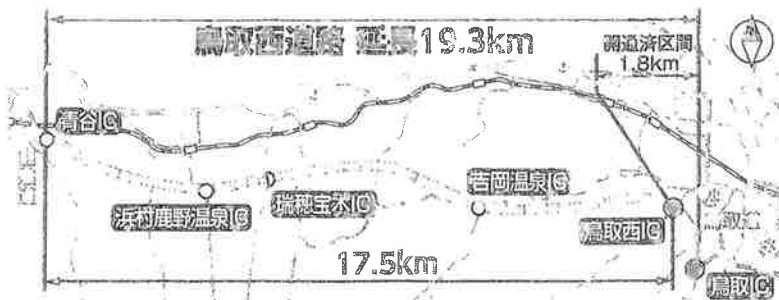 鳥取西道路 延長19.3km
開通済区間
1.8km
青谷IC
浜村鹿野温泉IC
瑞穂宝木IC
吉岡温泉IC
鳥取西IC
鳥取IC
17.5km